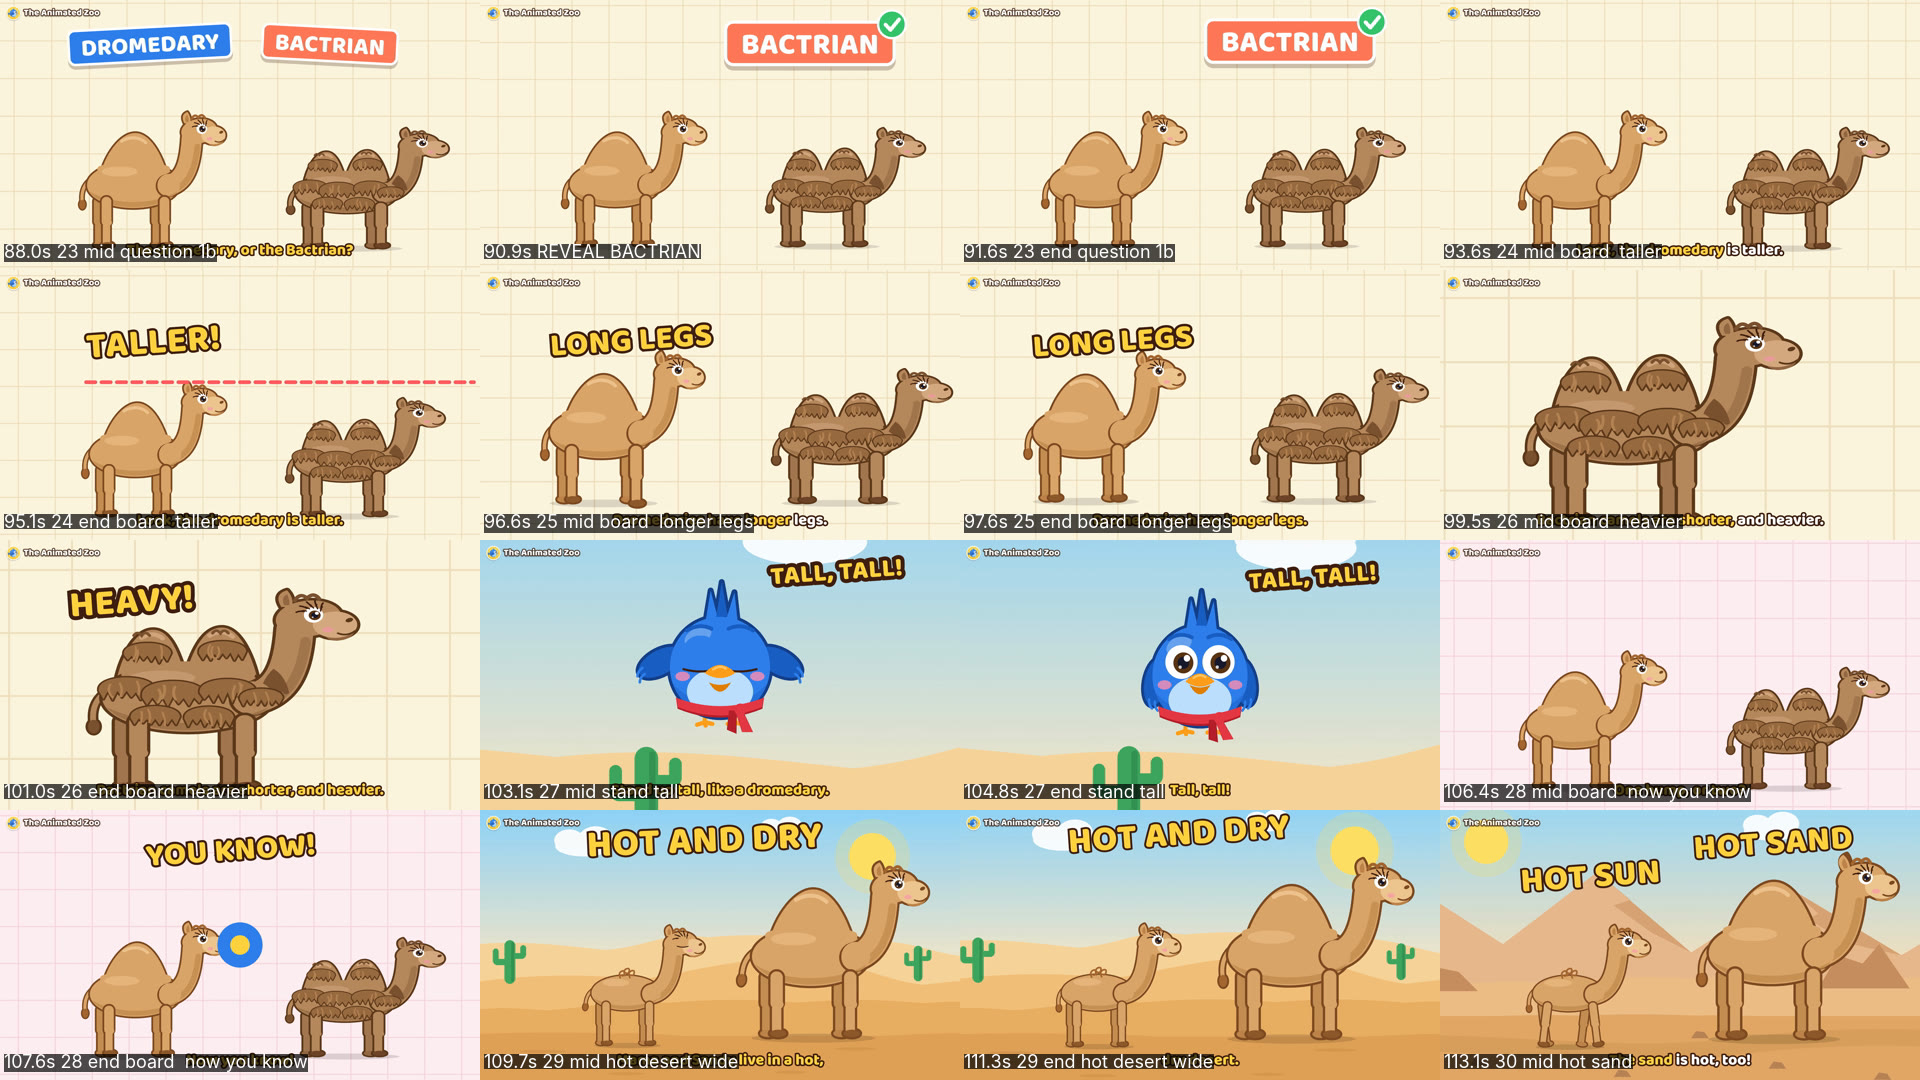 The Animated Zoo
DROMEDARY
BACTRIAN
ry, or the Bactrian?
88.0s 23 mid question 1b
The Animated Zoo
BACTRIAN
90.9s REVEAL BACTRIAN
The Animated Zoo
BACTRIAN
91.6s 23 end question 1b
The Animated Zoo
omedary is taller.
93.6s 24 mid board taller
The Animated Zoo
TALLER!
romedary is taller.
95.1s 24 end board taller
The Animated Zoo
LONG LEGS
onger legs.
96.6s 25 mid board longer legs
The Animated Zoo
LONG LEGS
onger legs.
97.6s 25 end board longer legs
The Animated Zoo
shorter, and heavier.
99.5s 26 mid board heavier
The Animated Zoo
HEAVY!
horter, and heavier.
101.0s 26 end board heavier
The Animated Zoo
TALL, TALL!
tall, like a dromedary.
103.1s 27 mid stand tall
The Animated Zoo
TALL, TALL!
Tall, tall!
104.8s 27 end stand tall
The Animated Zoo
106.4s 28 mid board now you know
The Animated Zoo
YOU KNOW!
107.6s 28 end board now you know
The Animated Zoo
HOT AND DRY
live in a hot,
109.7s 29 mid hot desert wide
The Animated Zoo
HOT AND DRY
ert.
111.3s 29 end hot desert wide
The Animated Zoo
HOT SAND
HOT SUN
sand is hot, too!
113.1s 30 mid hot sand